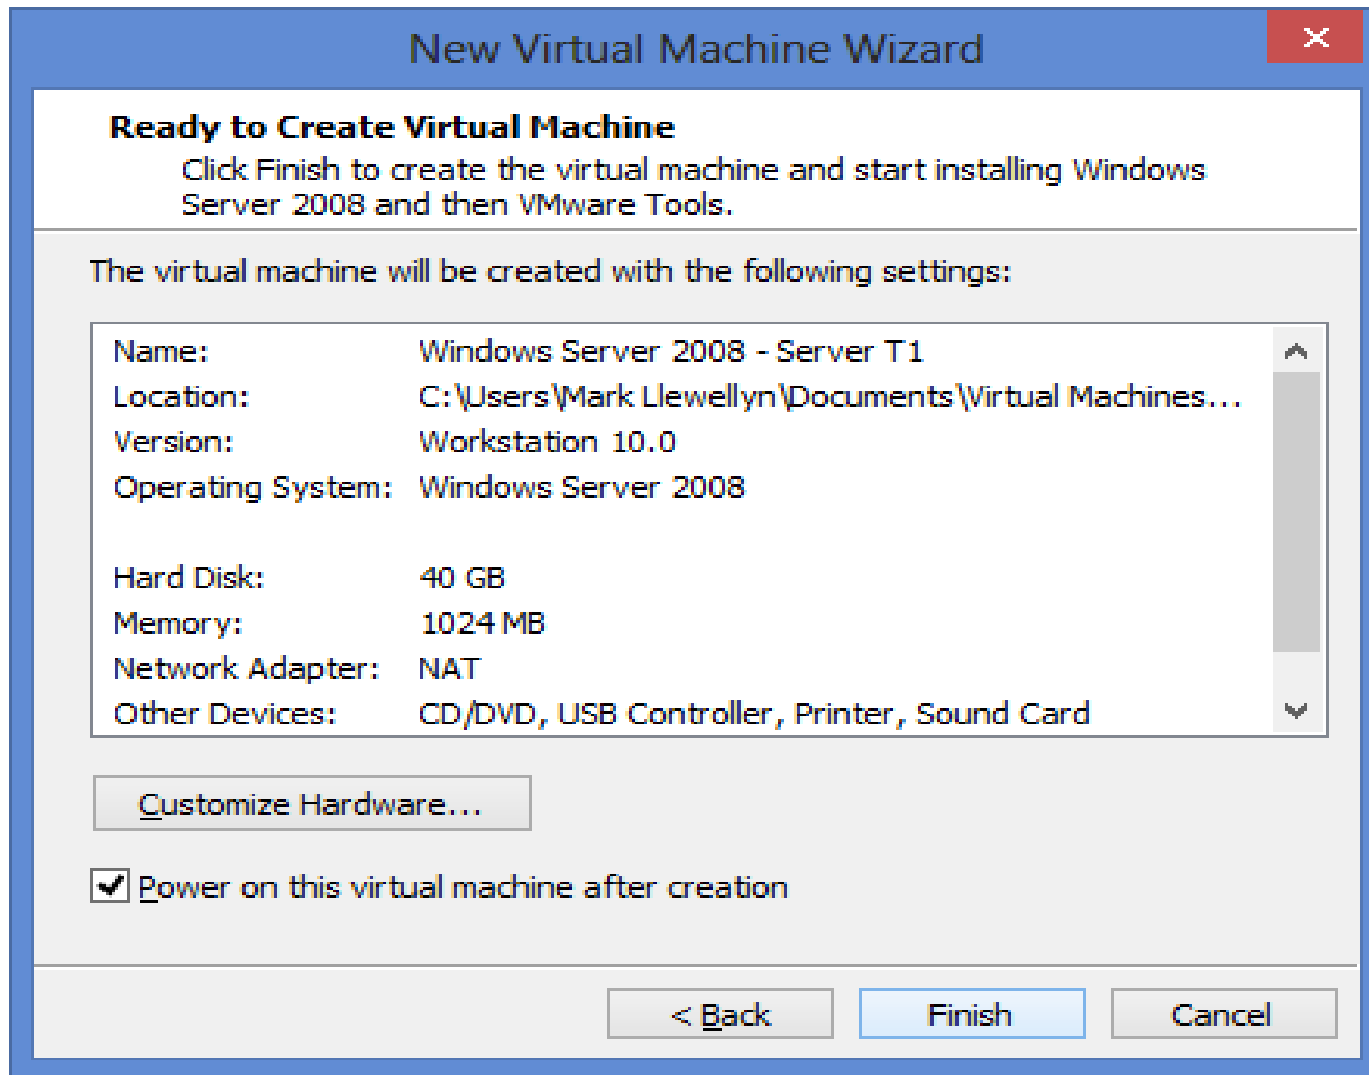 New Virtual Machine Wizard
Ready to Create Virtual Machine
Click Finish to create the virtual machine and start installing Windows
Server 2008 and then VMware Tools.
The virtual machine will be created with the following settings:
Name: Windows Server 2008 - Server T1
Location: C:\Users\Mark Llewellyn\Documents\Virtual Machines...
Version: Workstation 10.0
Operating System: Windows Server 2008
Hard Disk: 40 GB
Memory: 1024 MB
Network Adapter: NAT
Other Devices: CD/DVD, USB Controller, Printer, Sound Card
Customize Hardware...
Power on this virtual machine after creation
< Back Finish Cancel